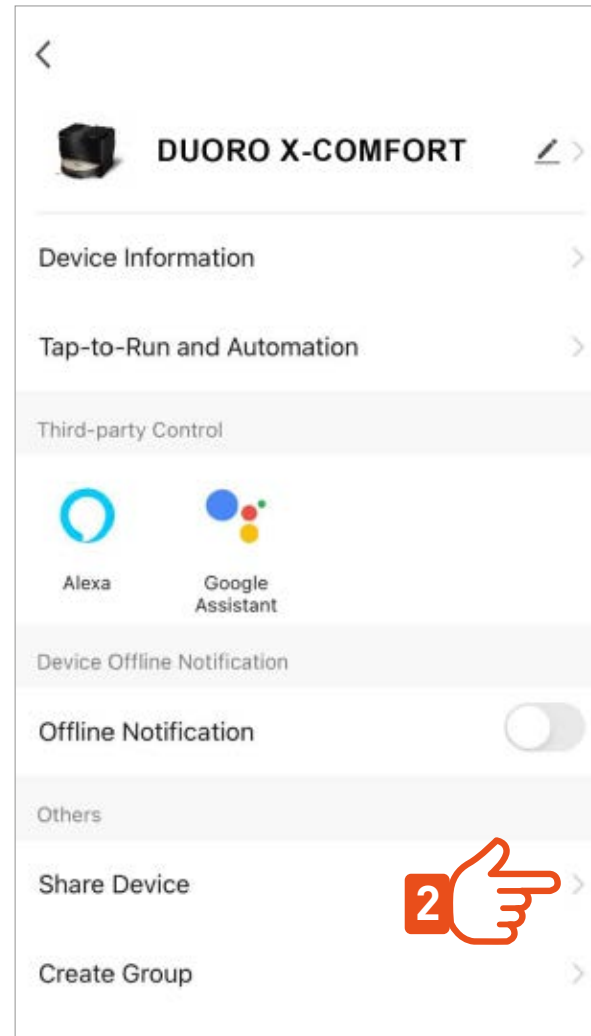 DUORO X-COMFORT
Device Information
Tap-to-Run and Automation
Third-party Control
Alexa
Google
Assistant
Device Offline Notification
Offline Notification
Others
Share Device
2
Create Group